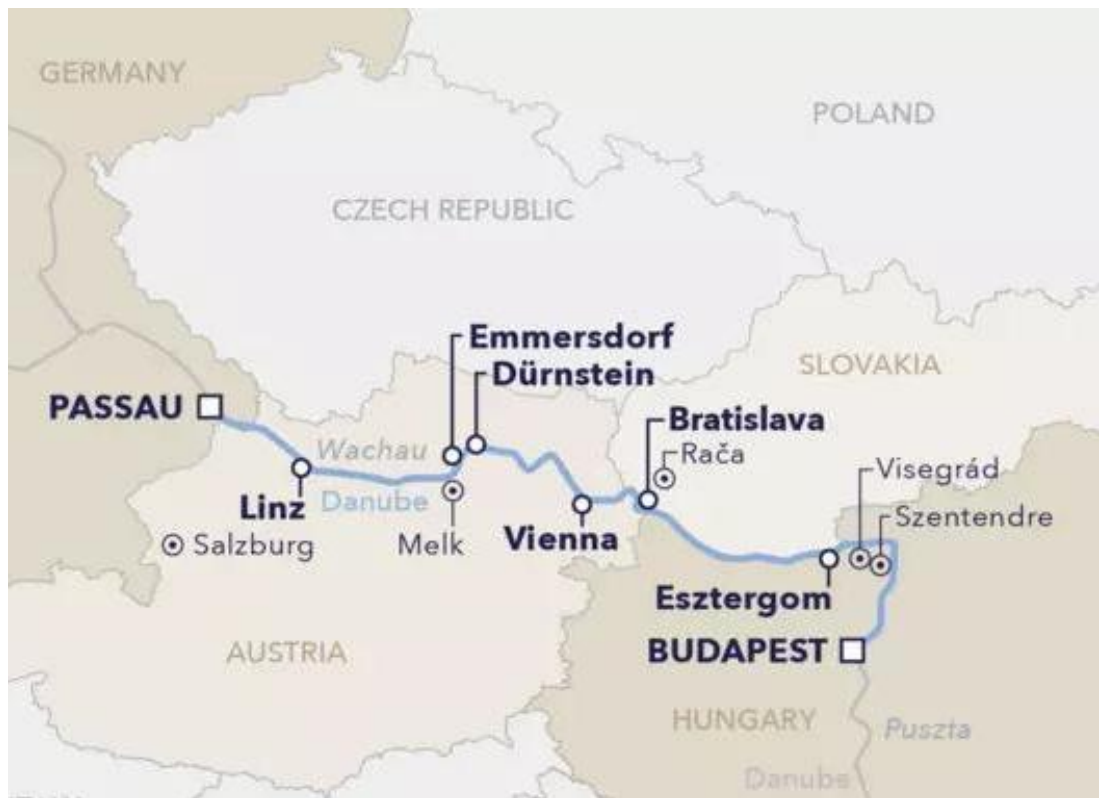 GERMANY
POLAND
CZECH REPUBLIC
Emmersdorf
SLOVAKIA
Dürnstein
PASSAU
Bratislava
Wachau
Rača
Visegrád
Danube
Linz
Szentendre
Salzburg
Melk
Vienna
Esztergom
AUSTRIA
BUDAPEST
HUNGARY
Puszta
Danube